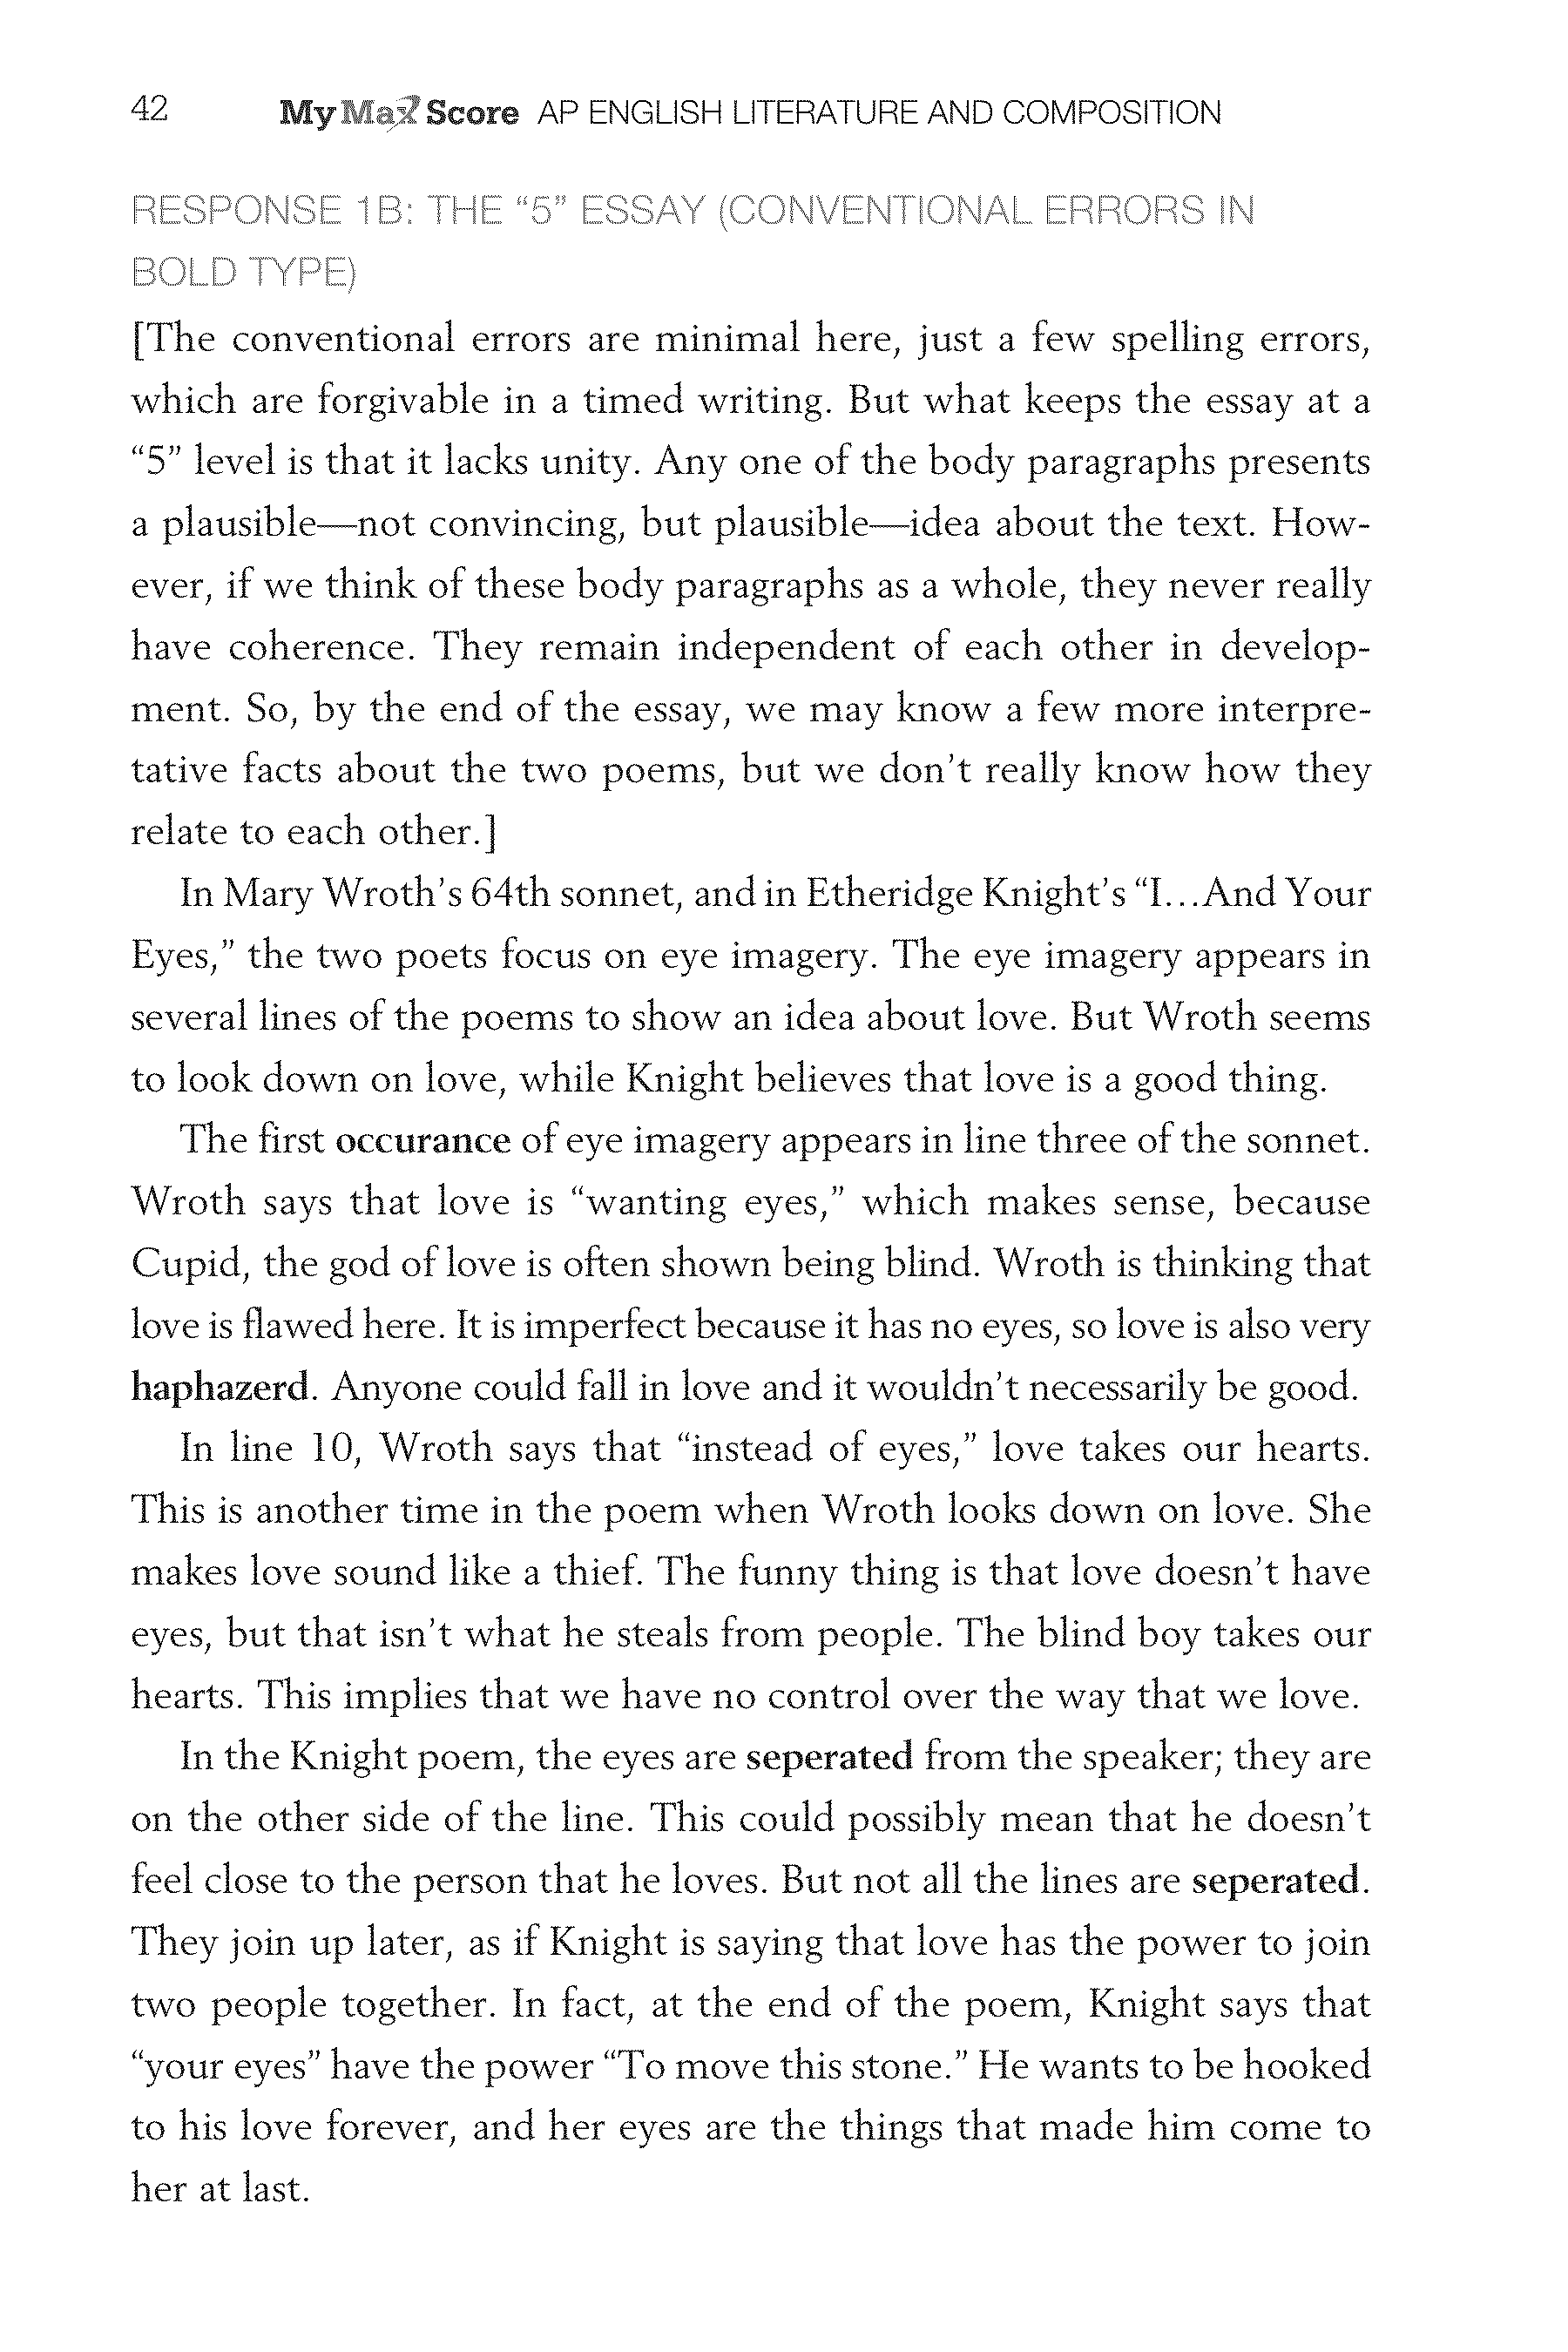 42 My Max Score AP ENGLISH LITERATURE AND COMPOSITION
RESPONSE 1B: THE “5” ESSAY (CONVENTIONAL ERRORS IN
BOLD TYPE)
[The conventional errors are minimal here, just a few spelling errors,
which are forgivable in a timed writing. But what keeps the essay at a
“5” level is that it lacks unity. Any one of the body paragraphs presents
a plausible—not convincing, but plausible—idea about the text. How-
ever, if we think of these body paragraphs as a whole, they never really
have coherence. They remain independent of each other in develop-
ment. So, by the end of the essay, we may know a few more interpre-
tative facts about the two poems, but we don’t really know how they
relate to each other.]
In Mary Wroth’s 64th sonnet, and in Etheridge Knight’s “I...And Your
Eyes,” the two poets focus on eye imagery. The eye imagery appears in
several lines of the poems to show an idea about love. But Wroth seems
to look down on love, while Knight believes that love is a good thing.
The first occurance of eye imagery appears in line three of the sonnet.
Wroth says that love is “wanting eyes,” which makes sense, because
Cupid, the god of love is often shown being blind. Wroth is thinking that
love is flawed here. It is imperfect because it has no eyes, so love is also very
haphazerd. Anyone could fall in love and it wouldn’t necessarily be good.
In line 10, Wroth says that “instead of eyes,” love takes our hearts.
This is another time in the poem when Wroth looks down on love. She
makes love sound like a thief. The funny thing is that love doesn’t have
eyes, but that isn’t what he steals from people. The blind boy takes our
hearts. This implies that we have no control over the way that we love.
In the Knight poem, the eyes are seperated from the speaker; they are
on the other side of the line. This could possibly mean that he doesn’t
feel close to the person that he loves. But not all the lines are seperated.
They join up later, as if Knight is saying that love has the power to join
two people together. In fact, at the end of the poem, Knight says that
“your eyes” have the power “To move this stone.” He wants to be hooked
to his love forever, and her eyes are the things that made him come to
her at last.